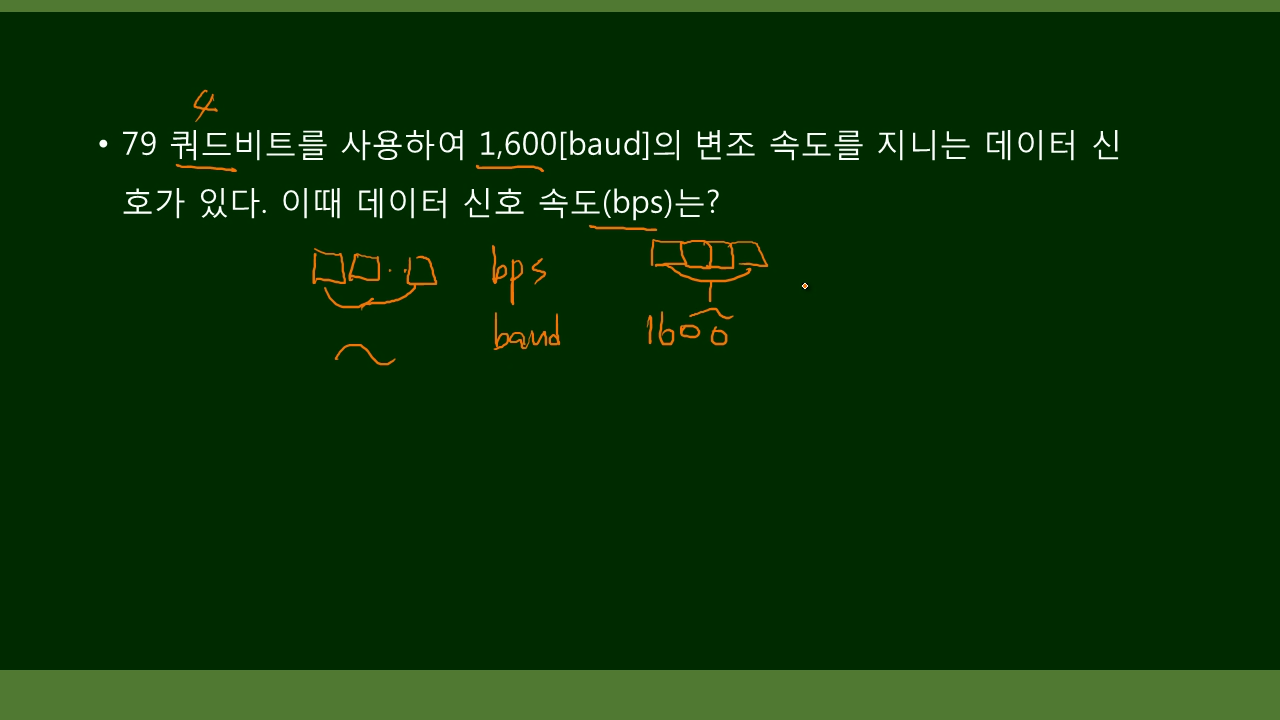 4
• 79 쿼드비트를 사용하여 1,600[baud]의 변조 속도를 지니는 데이터 신
호가 있다. 이때 데이터 신호 속도(bps)는?
bps
baud 1600